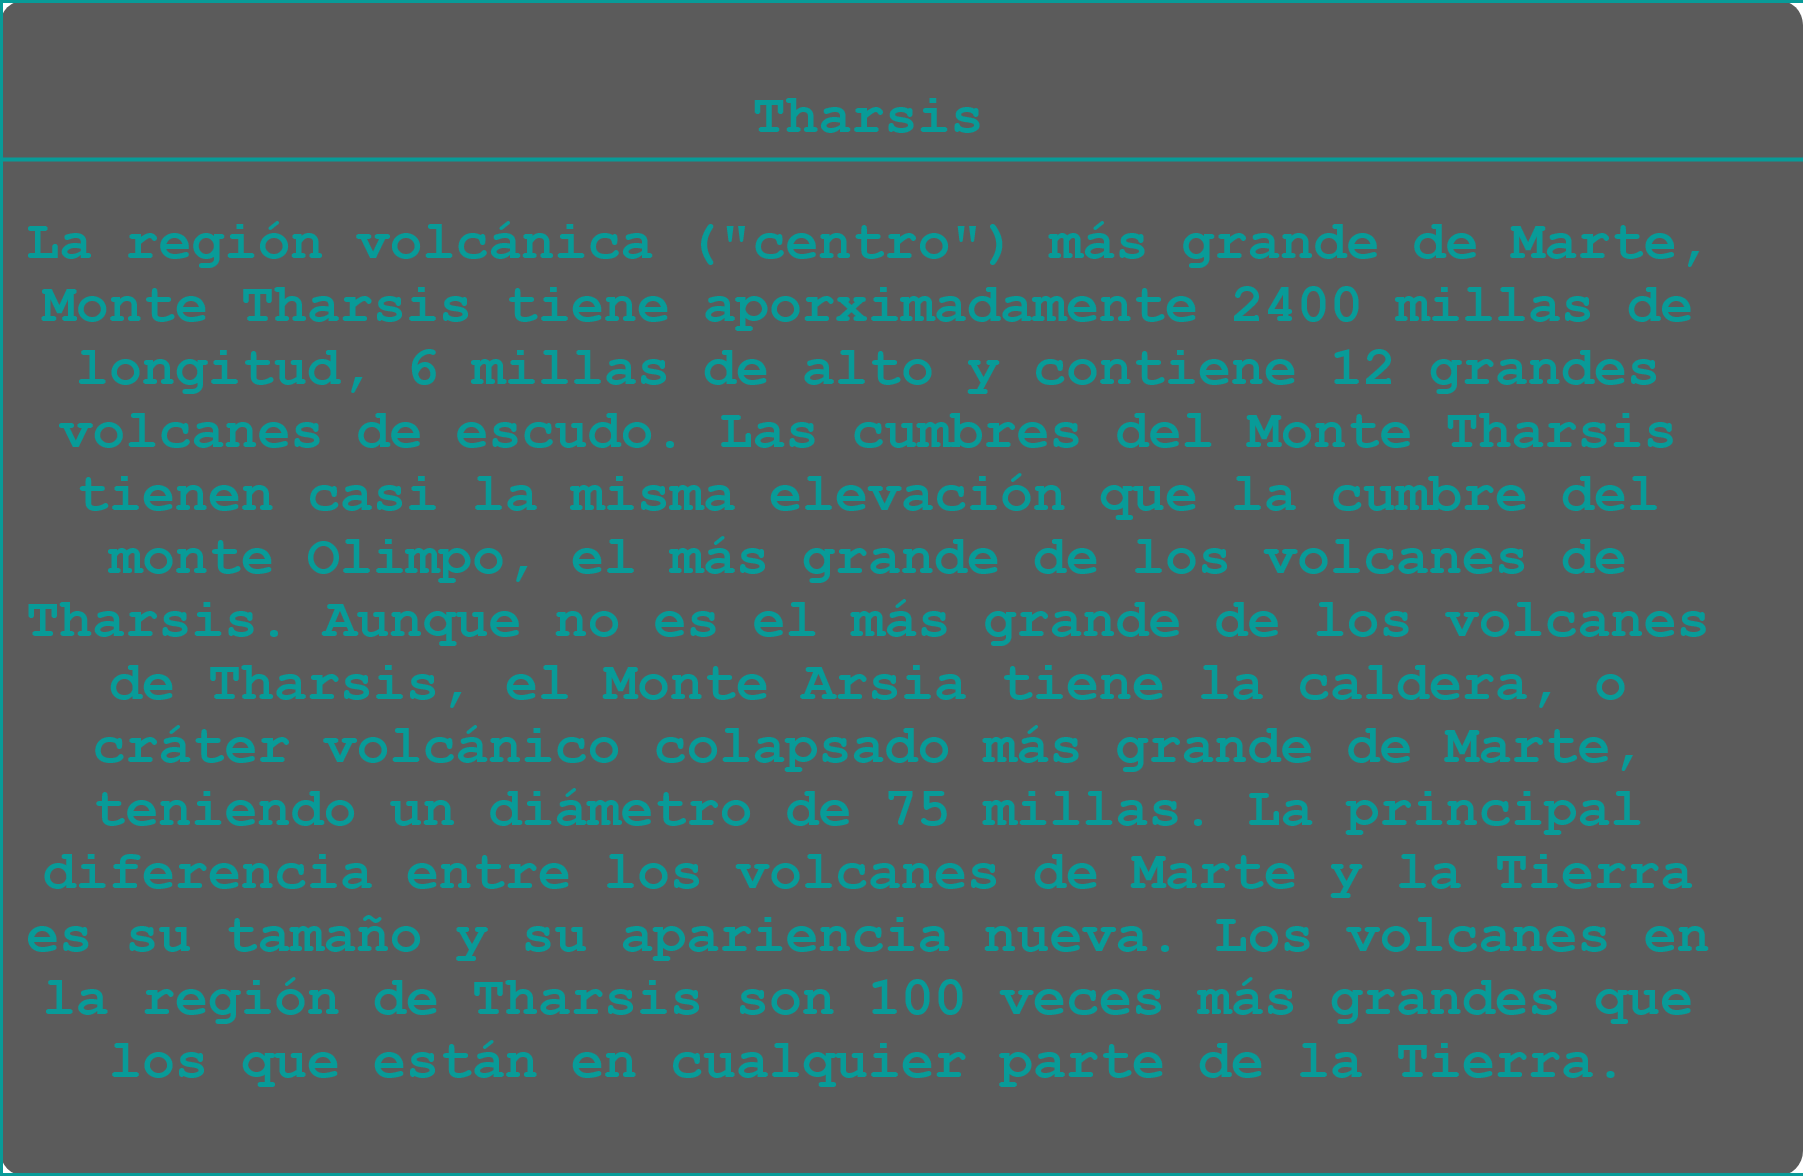 Tharsis
La región volcánica ("centro") más grande de Marte,
Monte Tharsis tiene aporximadamente 2400 millas de
longitud, 6 millas de alto y contiene 12 grandes
volcanes de escudo. Las cumbres del Monte Tharsis
tienen casi la misma elevación que la cumbre del
monte Olimpo, el más grande de los volcanes de
Tharsis. Aunque no es el más grande de los volcanes
de Tharsis, el Monte Arsia tiene la caldera, o
cráter volcánico colapsado más grande de Marte,
teniendo un diámetro de 75 millas. La principal
diferencia entre los volcanes de Marte y la Tierra
es su tamaño y su apariencia nueva. Los volcanes en
la región de Tharsis son 100 veces más grandes que
los que están en cualquier parte de la Tierra.